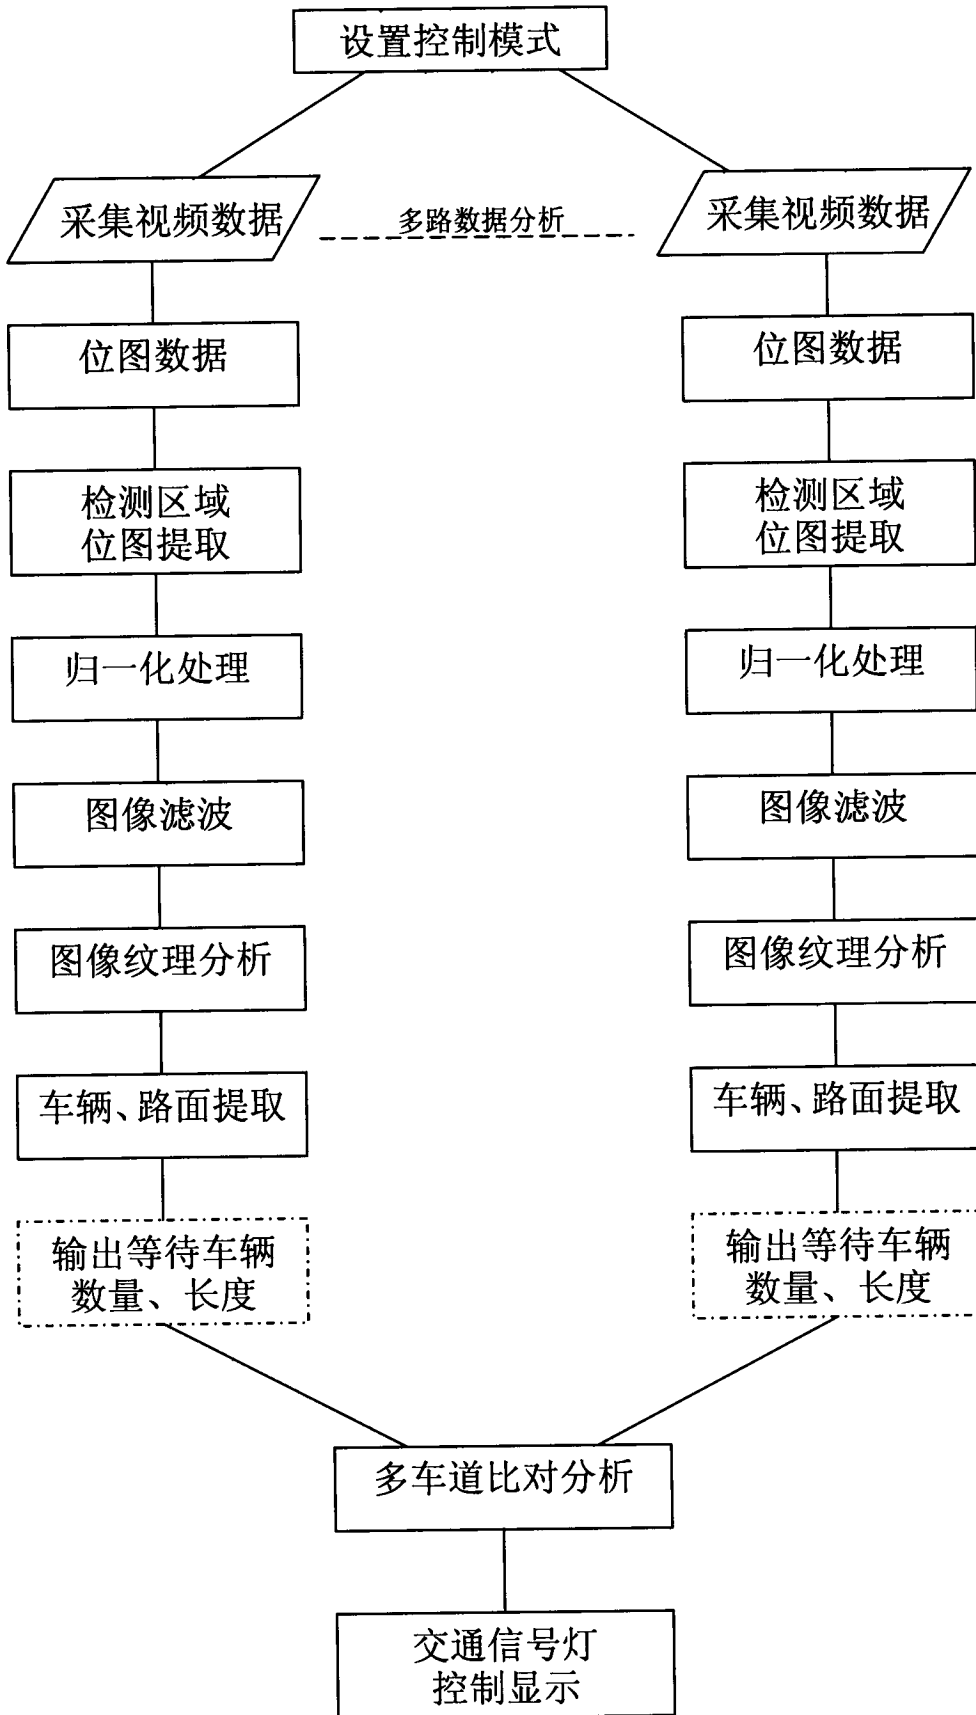 设置控制模式
采集视频数据
多路数据分析
采集视频数据
位图数据
位图数据
检测区域
位图提取
检测区域
位图提取
归一化处理
归一化处理
图像滤波
图像滤波
图像纹理分析
图像纹理分析
车辆、路面提取
车辆、路面提取
输出等待车辆
数量、长度
输出等待车辆
数量、长度
多车道比对分析
交通信号灯
控制显示